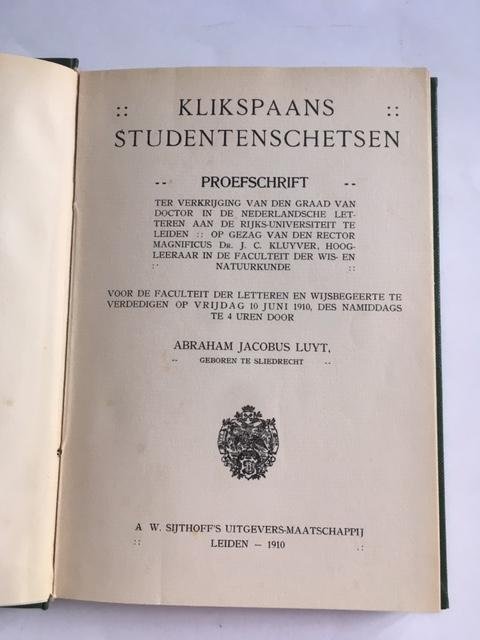 :: KLIKSPAANS ::
STUDENTENSCHETSEN
-- PROEFSCHRIFT --
TER VERKRIJGING VAN DEN GRAAD VAN
DOCTOR IN DE NEDERLANDSCHE LET-
TEREN AAN DE RIJKS-UNIVERSITEIT TE
LEIDEN :: OP GEZAG VAN DEN RECTOR
MAGNIFICUS DR. J. C. KLUYVER, HOOG-
LEERAAR IN DE FACULTEIT DER WIS- EN
:: NATUURKUNDE ::
VOOR DE FACULTEIT DER LETTEREN EN WIJSBEGEERTE TE
VERDEDIGEN OP VRIJDAG 10 JUNI 1910, DES NAMIDDAGS
TE 4 UREN DOOR
ABRAHAM JACOBUS LUYT,
-- GEBOREN TE SLIEDRECHT --
A W. SIJTHOFF'S UITGEVERS-MAATSCHAPPIJ
:: LEIDEN – 1910 ::